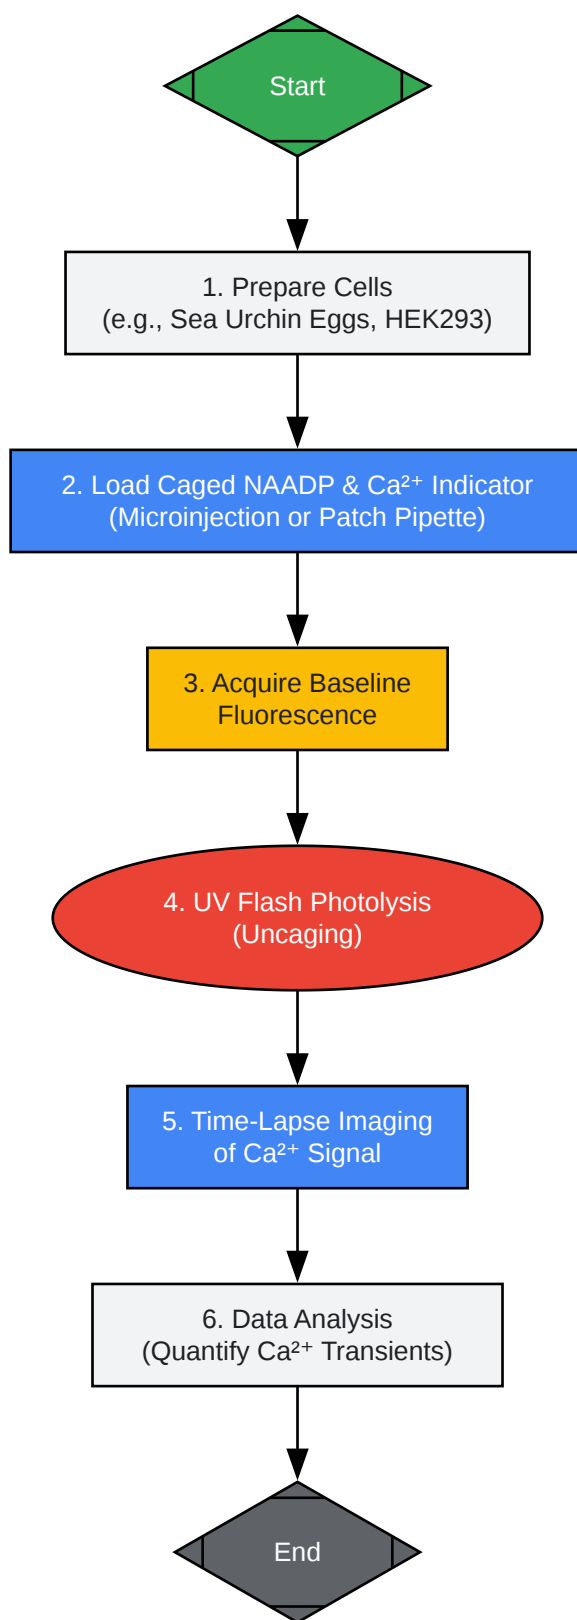 Start
1. Prepare Cells
(e.g., Sea Urchin Eggs, HEK293)
2. Load Caged NAADP & Ca²⁺ Indicator
(Microinjection or Patch Pipette)
3. Acquire Baseline
Fluorescence
4. UV Flash Photolysis
(Uncaging)
5. Time-Lapse Imaging
of Ca²⁺ Signal
6. Data Analysis
(Quantify Ca²⁺ Transients)
End